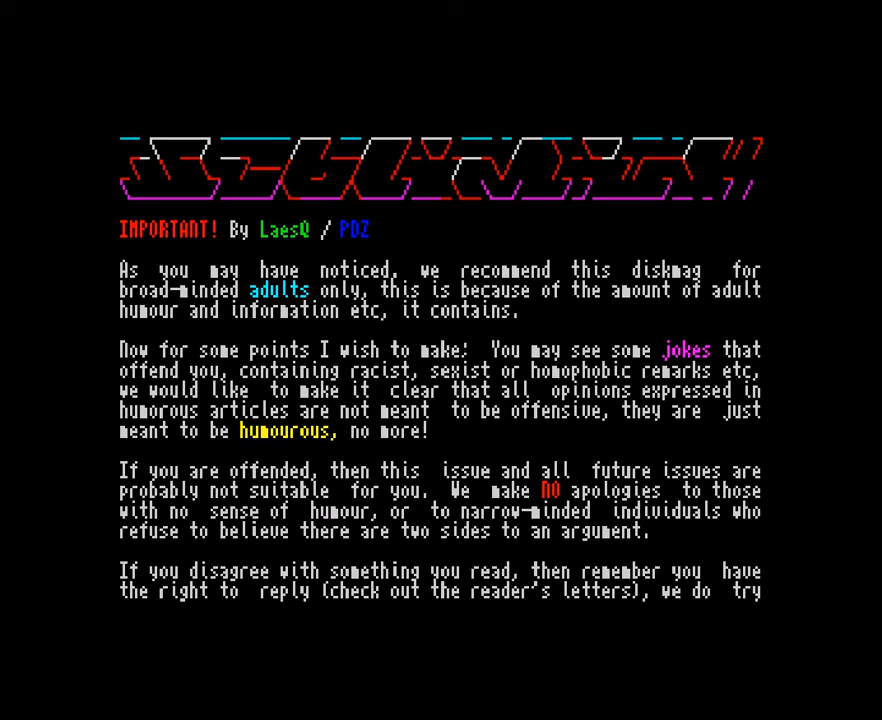 IMPORTANT! By LaesQ / PDZ
As you may have noticed, we recommend this diskmag for
broad-minded adults only, this is because of the amount of adult
humour and information etc, it contains.
Now for some points I wish to make: You may see some jokes that
offend you, containing racist, sexist or homophobic remarks etc,
we would like to make it clear that all opinions expressed in
humorous articles are not meant to be offensive, they are just
meant to be humourous, no more!
If you are offended, then this issue and all future issues are
probably not suitable for you. We make NO apologies to those
with no sense of humour, or to narrow-minded individuals who
refuse to believe there are two sides to an argument.
If you disagree with something you read, then remember you have
the right to reply (check out the reader's letters), we do try